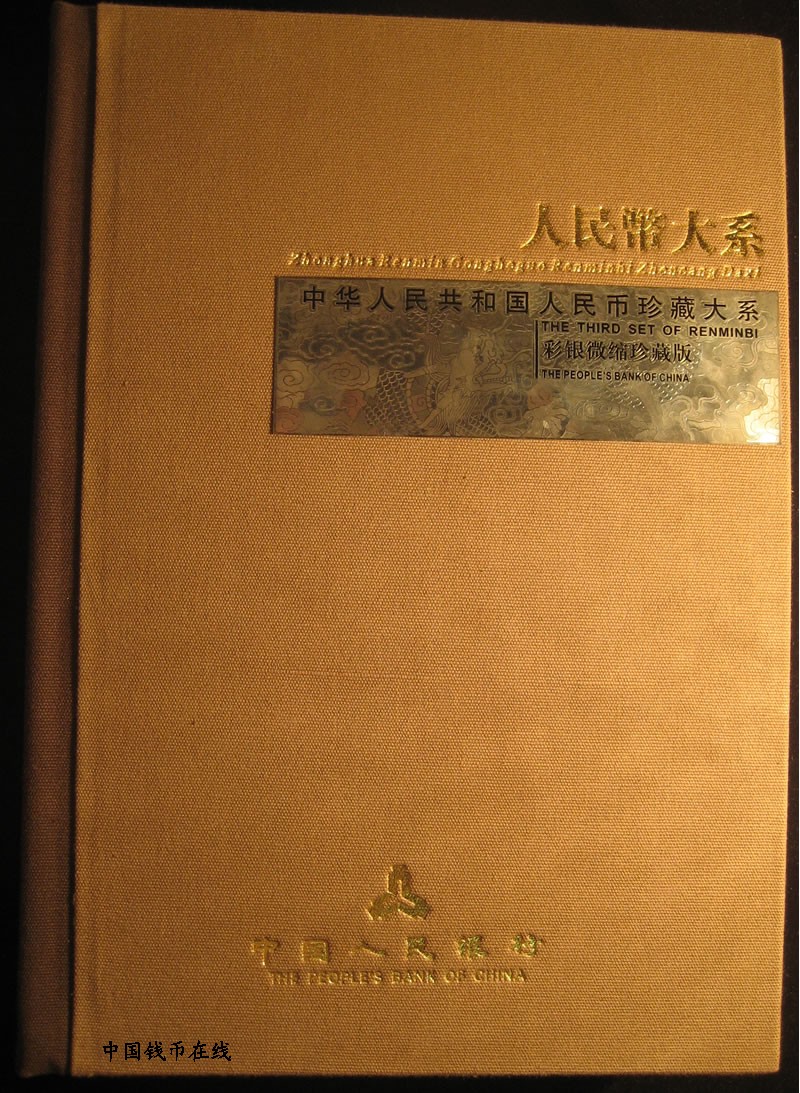 人民幣大系
Zhonghua Renmin Gongheguo Renminbi Zhencang Daxi
中华人民共和国人民币珍藏大系
THE THIRD SET OF RENMINBI
彩银微缩珍藏版
THE PEOPLE'S BANK OF CHINA
中国人民银行
THE PEOPLE'S BANK OF CHINA
中国钱币在线